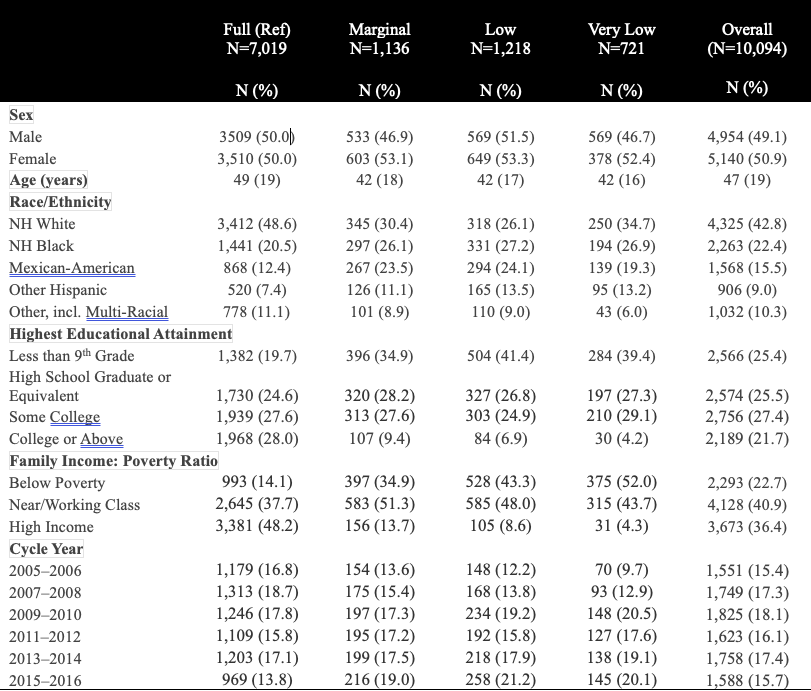 Full (Ref) Marginal Low Very Low Overall
N=7,019 N=1,136 N=1,218 N=721 (N=10,094)
N (%) N (%) N (%) N (%) N (%)
Sex
Male 3509 (50.0) 533 (46.9) 569 (51.5) 569 (46.7) 4,954 (49.1)
Female 3,510 (50.0) 603 (53.1) 649 (53.3) 378 (52.4) 5,140 (50.9)
Age (years) 49 (19) 42 (18) 42 (17) 42 (16) 47 (19)
Race/Ethnicity
NH White 3,412 (48.6) 345 (30.4) 318 (26.1) 250 (34.7) 4,325 (42.8)
NH Black 1,441 (20.5) 297 (26.1) 331 (27.2) 194 (26.9) 2,263 (22.4)
Mexican-American 868 (12.4) 267 (23.5) 294 (24.1) 139 (19.3) 1,568 (15.5)
Other Hispanic 520 (7.4) 126 (11.1) 165 (13.5) 95 (13.2) 906 (9.0)
Other, incl. Multi-Racial 778 (11.1) 101 (8.9) 110 (9.0) 43 (6.0) 1,032 (10.3)
Highest Educational Attainment
Less than 9th Grade 1,382 (19.7) 396 (34.9) 504 (41.4) 284 (39.4) 2,566 (25.4)
High School Graduate or
Equivalent 1,730 (24.6) 320 (28.2) 327 (26.8) 197 (27.3) 2,574 (25.5)
Some College 1,939 (27.6) 313 (27.6) 303 (24.9) 210 (29.1) 2,756 (27.4)
College or Above 1,968 (28.0) 107 (9.4) 84 (6.9) 30 (4.2) 2,189 (21.7)
Family Income: Poverty Ratio
Below Poverty 993 (14.1) 397 (34.9) 528 (43.3) 375 (52.0) 2,293 (22.7)
Near/Working Class 2,645 (37.7) 583 (51.3) 585 (48.0) 315 (43.7) 4,128 (40.9)
High Income 3,381 (48.2) 156 (13.7) 105 (8.6) 31 (4.3) 3,673 (36.4)
Cycle Year
2005–2006 1,179 (16.8) 154 (13.6) 148 (12.2) 70 (9.7) 1,551 (15.4)
2007–2008 1,313 (18.7) 175 (15.4) 168 (13.8) 93 (12.9) 1,749 (17.3)
2009–2010 1,246 (17.8) 197 (17.3) 234 (19.2) 148 (20.5) 1,825 (18.1)
2011–2012 1,109 (15.8) 195 (17.2) 192 (15.8) 127 (17.6) 1,623 (16.1)
2013–2014 1,203 (17.1) 199 (17.5) 218 (17.9) 138 (19.1) 1,758 (17.4)
2015–2016 969 (13.8) 216 (19.0) 258 (21.2) 145 (20.1) 1,588 (15.7)